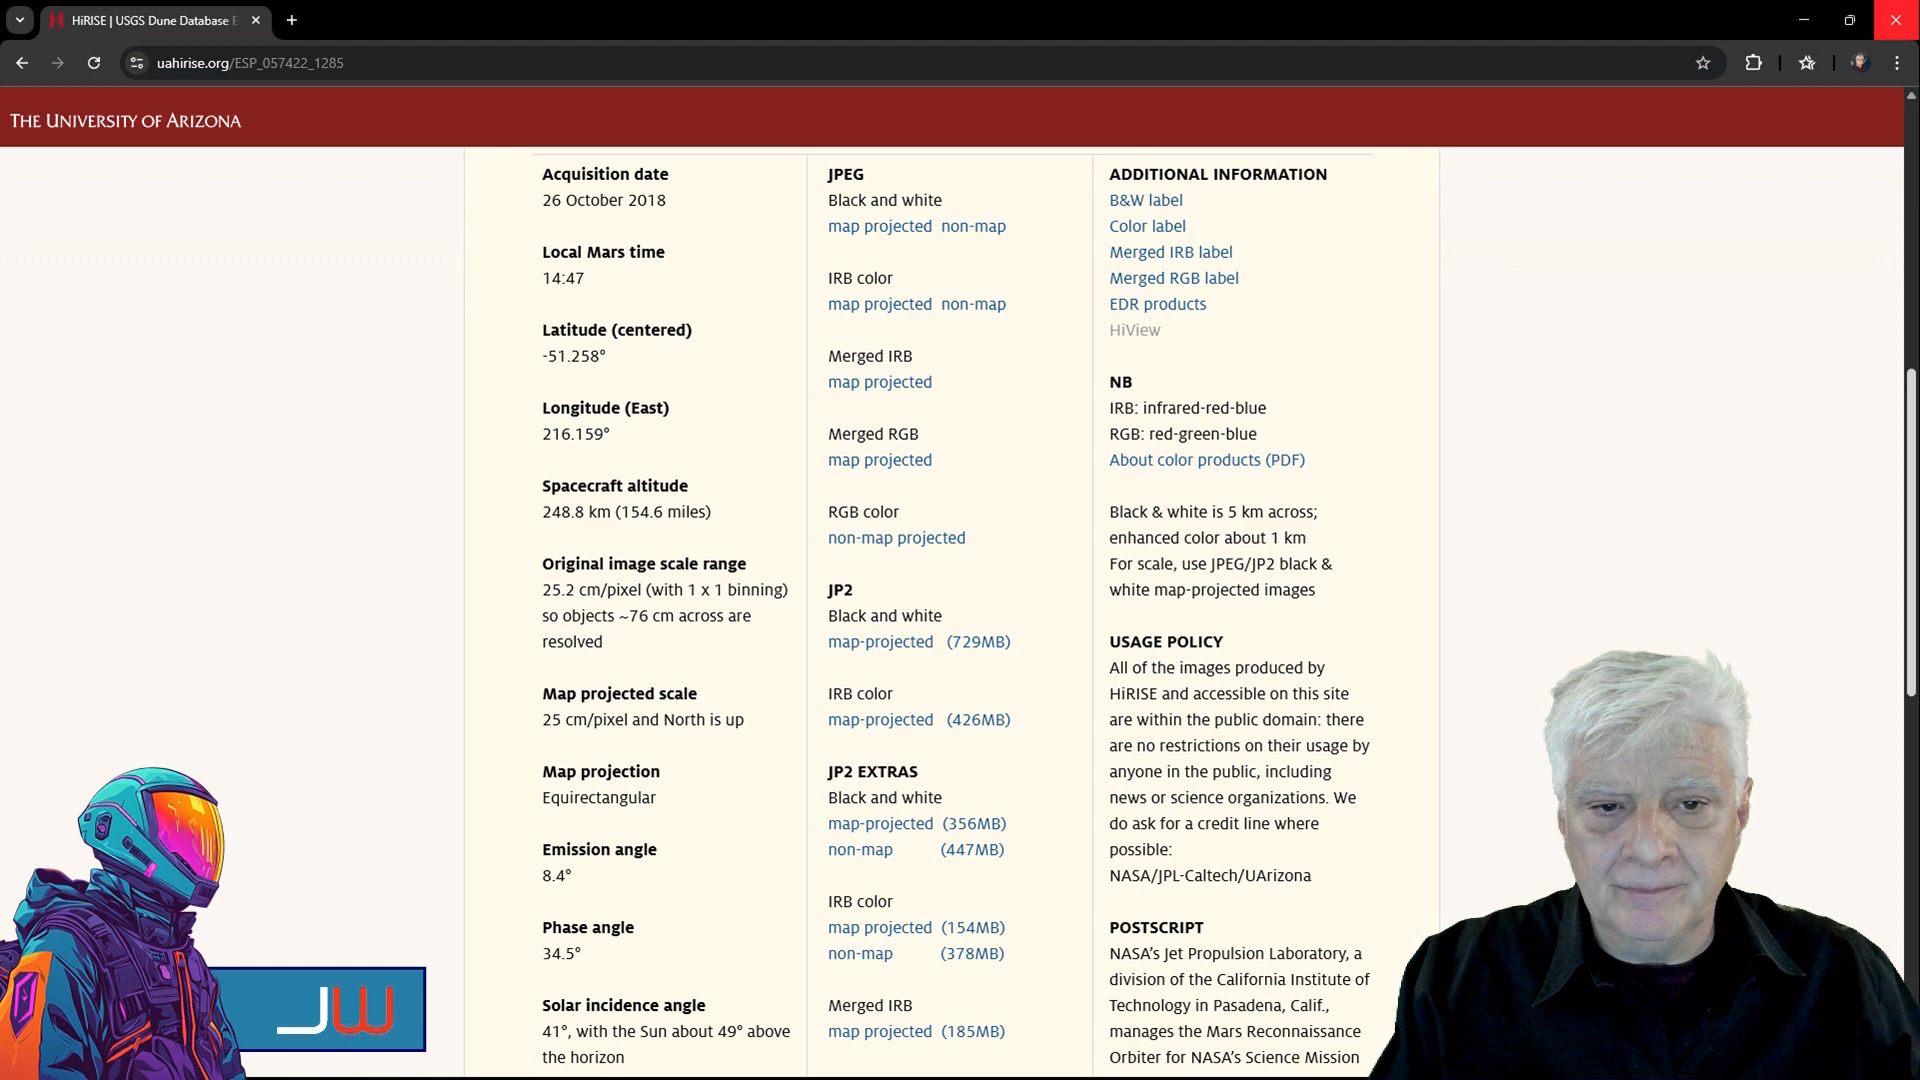 HiRISE | USGS Dune Database E
uahirise.org/ESP_057422_1285
THE UNIVERSITY OF ARIZONA
Acquisition date
26 October 2018
Local Mars time
14:47
Latitude (centered)
-51.258°
Longitude (East)
216.159°
Spacecraft altitude
248.8 km (154.6 miles)
Original image scale range
25.2 cm/pixel (with 1 x 1 binning)
so objects ~76 cm across are
resolved
Map projected scale
25 cm/pixel and North is up
Map projection
Equirectangular
Emission angle
8.4°
Phase angle
34.5°
Solar incidence angle
41°, with the Sun about 49° above
the horizon
JPEG
Black and white
map projected non-map
IRB color
map projected non-map
Merged IRB
map projected
Merged RGB
map projected
RGB color
non-map projected
JP2
Black and white
map-projected (729MB)
IRB color
map-projected (426MB)
JP2 EXTRAS
Black and white
map-projected (356MB)
non-map (447MB)
IRB color
map projected (154MB)
non-map (378MB)
Merged IRB
map projected (185MB)
ADDITIONAL INFORMATION
B&W label
Color label
Merged IRB label
Merged RGB label
EDR products
HiView
NB
IRB: infrared-red-blue
RGB: red-green-blue
About color products (PDF)
Black & white is 5 km across;
enhanced color about 1 km
For scale, use JPEG/JP2 black &
white map-projected images
USAGE POLICY
All of the images produced by
HiRISE and accessible on this site
are within the public domain: there
are no restrictions on their usage by
anyone in the public, including
news or science organizations. We
do ask for a credit line where
possible:
NASA/JPL-Caltech/UArizona
POSTSCRIPT
NASA’s Jet Propulsion Laboratory, a
division of the California Institute of
Technology in Pasadena, Calif.,
manages the Mars Reconnaissance
Orbiter for NASA’s Science Mission
JW